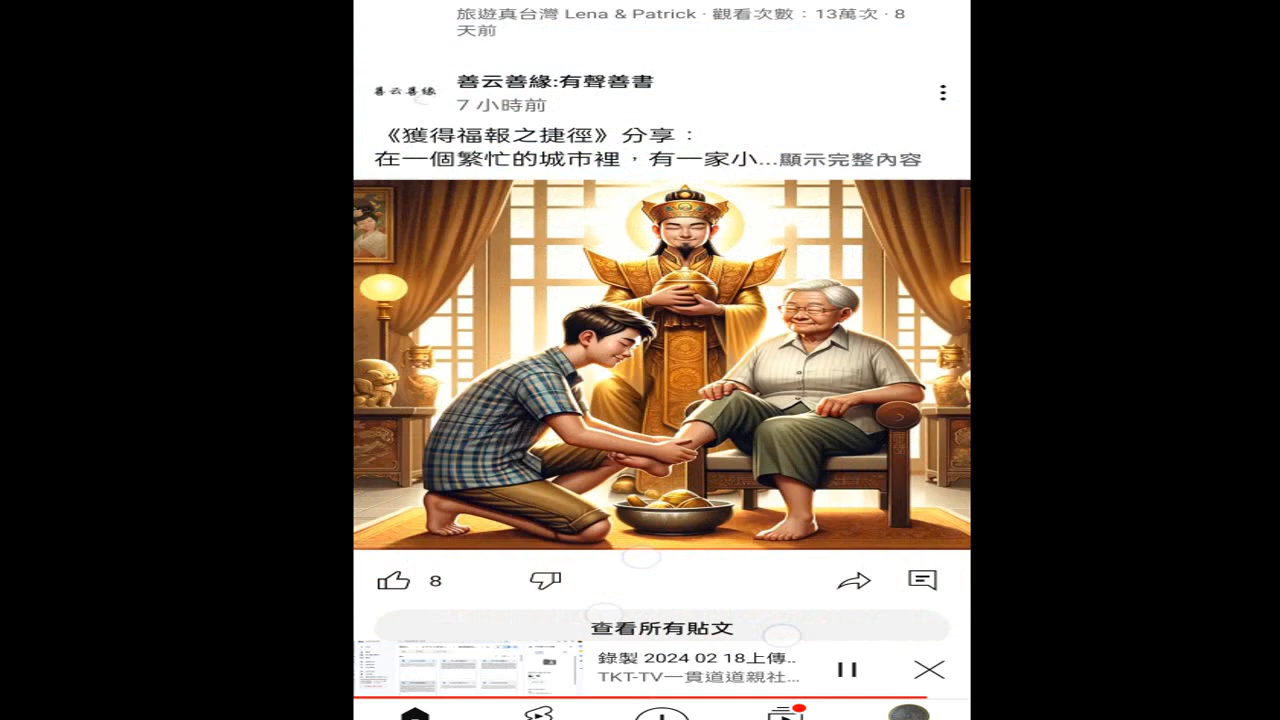 旅遊真台灣 Lena & Patrick · 觀看次數：13萬次 · 8
天前
善云善緣
善云善緣:有聲善書
7 小時前
《獲得福報之捷徑》分享：
在一個繁忙的城市裡，有一家小...顯示完整內容
8
查看所有貼文
錄製 2024 02 18上傳..
TKT-TV一貫道道親社...